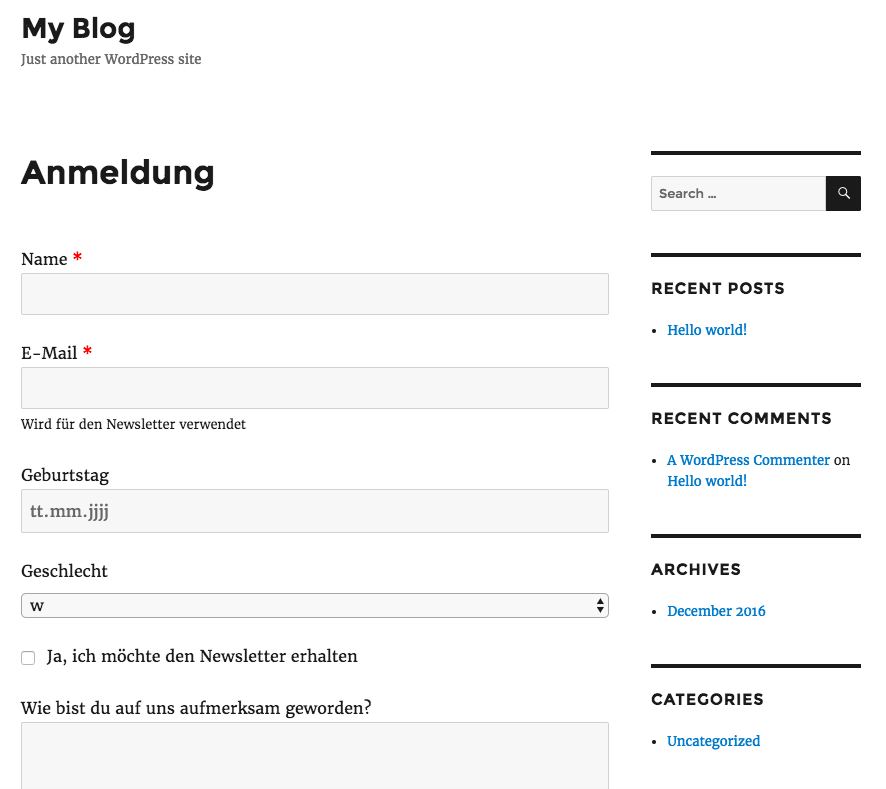 My Blog
Just another WordPress site
Anmeldung
Name *
E-Mail *
Wird für den Newsletter verwendet
Geburtstag
tt.mm.jjjj
Geschlecht
w
Ja, ich möchte den Newsletter erhalten
Wie bist du auf uns aufmerksam geworden?
Search ...
RECENT POSTS
Hello world!
RECENT COMMENTS
A WordPress Commenter on
Hello world!
ARCHIVES
December 2016
CATEGORIES
Uncategorized